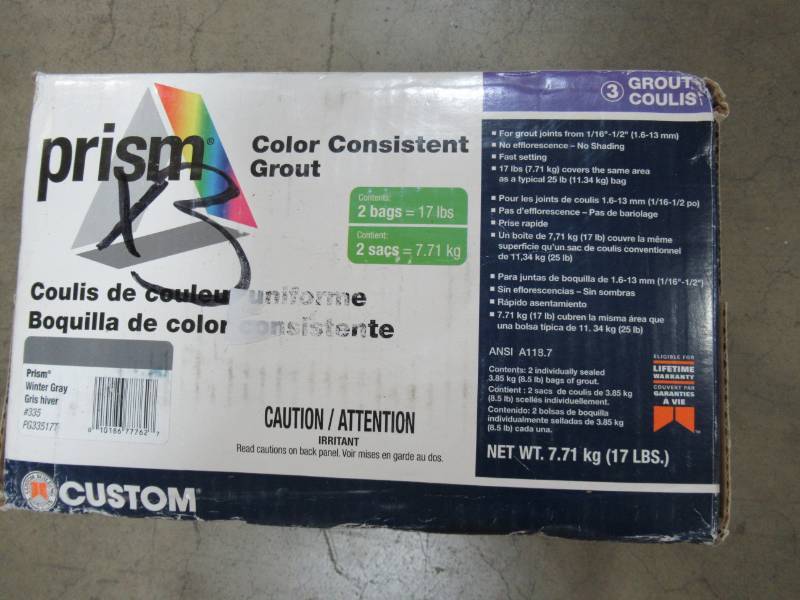 prism®
X3
Color Consistent
Grout
Contents:
2 bags = 17 lbs
Contient:
2 sacs = 7.71 kg
Coulis de couleu uniforme
Boquilla de color consistente
Prism®
Winter Gray
Gris hiver
#335
PG33517T
0 10186 77762 7
CAUTION / ATTENTION
IRRITANT
Read cautions on back panel. Voir mises en garde au dos.
CUSTOM®
3 GROUT
COULIS
▪ For grout joints from 1/16"-1/2" (1.6-13 mm)
▪ No efflorescence – No Shading
▪ Fast setting
▪ 17 lbs (7.71 kg) covers the same area
as a typical 25 lb (11.34 kg) bag
▪ Pour les joints de coulis 1.6-13 mm (1/16-1/2 po)
▪ Pas d'efflorescence – Pas de bariolage
▪ Prise rapide
▪ Un boite de 7,71 kg (17 lb) couvre la même
superficie qu'un sac de coulis conventionnel
de 11,34 kg (25 lb)
▪ Para juntas de boquilla de 1.6-13 mm (1/16"-1/2")
▪ Sin eflorescencias – Sin sombras
▪ Rápido asentamiento
▪ 7.71 kg (17 lb) cubren la misma área que
una bolsa típica de 11. 34 kg (25 lb)
ANSI A118.7
Contents: 2 individually sealed
3.85 kg (8.5 lb) bags of grout.
Contient : 2 sacs de coulis de 3.85 kg
(8.5 lb) scellés individuellement.
Contenido: 2 bolsas de boquilla
individualmente selladas de 3.85 kg
(8.5 lb) cada una.
ELIGIBLE FOR
LIFETIME
WARRANTY
COUVERT PAR
GARANTIES
À VIE
NET WT. 7.71 kg (17 LBS.)